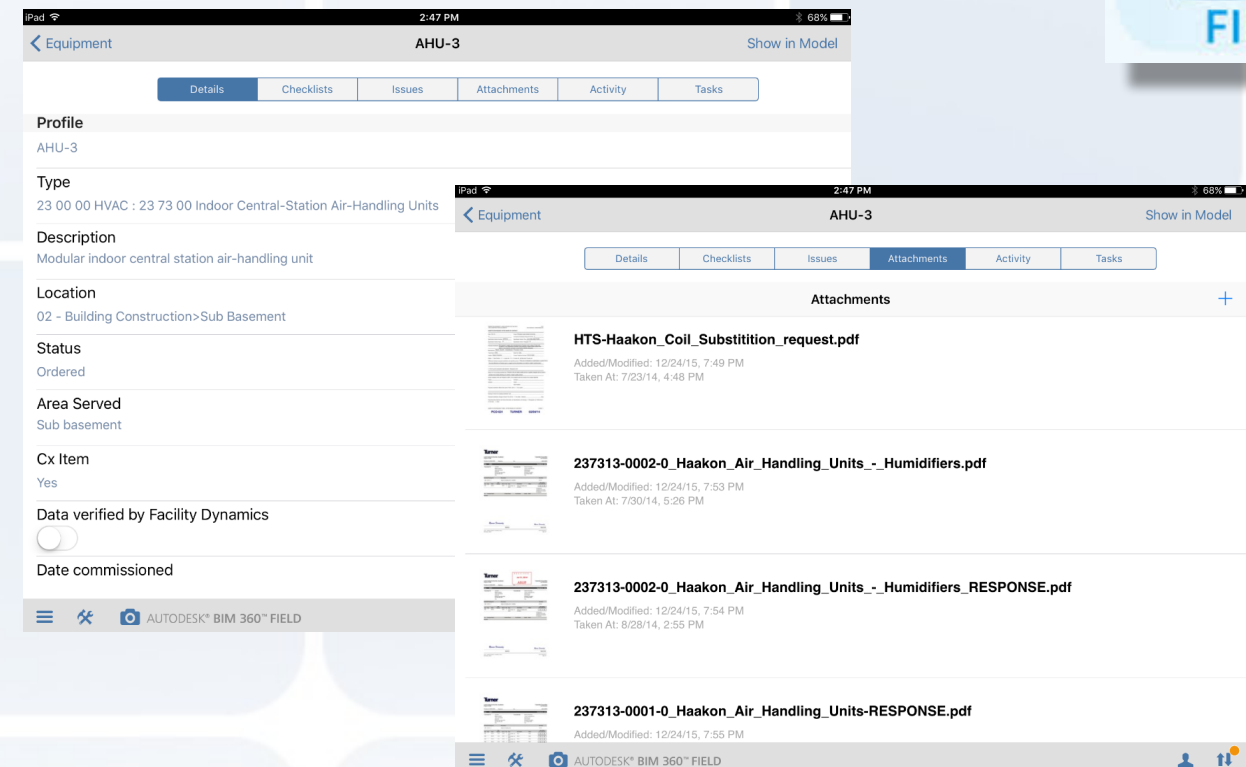 FI
iPad 2:47 PM 68%
Equipment AHU-3 Show in Model
Details Checklists Issues Attachments Activity Tasks
Profile
AHU-3
Type
23 00 00 HVAC : 23 73 00 Indoor Central-Station Air-Handling Units
Description
Modular indoor central station air-handling unit
Location
02 - Building Construction>Sub Basement
Status
Ordered
Area Served
Sub basement
Cx Item
Yes
Data verified by Facility Dynamics
Date commissioned
AUTODESK® BIM 360™ FIELD
iPad 2:47 PM 68%
Equipment AHU-3 Show in Model
Details Checklists Issues Attachments Activity Tasks
Attachments
HTS-Haakon_Coil_Substitition_request.pdf
Added/Modified: 12/24/15, 7:49 PM
Taken At: 7/23/14, 4:48 PM
Turner
237313-0002-0_Haakon_Air_Handling_Units_-_Humidifiers.pdf
Added/Modified: 12/24/15, 7:53 PM
Taken At: 7/30/14, 5:26 PM
Turner
237313-0002-0_Haakon_Air_Handling_Units_-_Humidifiers_RESPONSE.pdf
Added/Modified: 12/24/15, 7:54 PM
Taken At: 8/28/14, 2:55 PM
Turner
237313-0001-0_Haakon_Air_Handling_Units-RESPONSE.pdf
Added/Modified: 12/24/15, 7:55 PM
AUTODESK® BIM 360™ FIELD